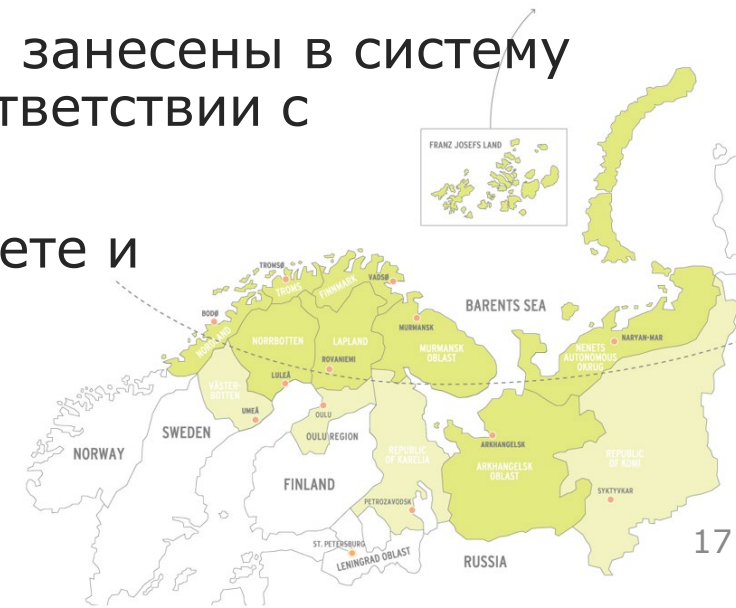 занесены в систему
тветствии с
ете и
FRANZ JOSEFS LAND
TROMSØ
TROMS
FINNMARK
VADSØ
BARENTS SEA
BODØ
NORDLAND
NORRBOTTEN
LAPLAND
MURMANSK
MURMANSK
OBLAST
NARYAN-MAR
NENETS
AUTONOMOUS
OKRUG
ROVANIEMI
LULEÅ
VÄSTER-
BOTTEN
UMEÅ
OULU
OULU REGION
SWEDEN
NORWAY
FINLAND
REPUBLIC
OF KARELIA
ARKHANGELSK
ARKHANGELSK
OBLAST
REPUBLIC
OF KOMI
SYKTYVKAR
PETROZAVODSK
ST. PETERSBURG
LENINGRAD OBLAST
RUSSIA
17